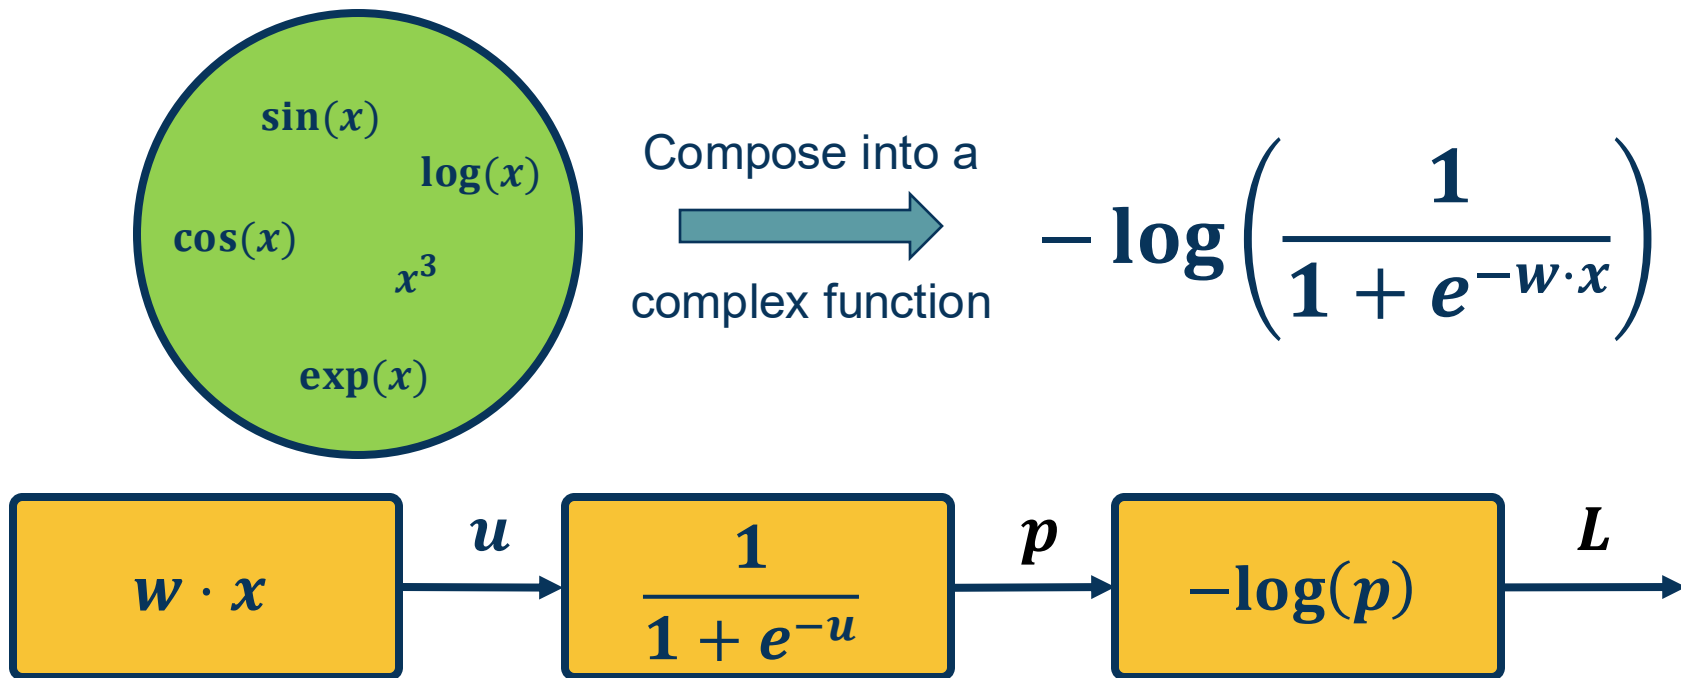 sin(x)
log(x)
cos(x)
x³
exp(x)
Compose into a
complex function
−log(1/(1 + e^(−w·x)))
w · x
u
1/(1 + e^(−u))
p
−log(p)
L